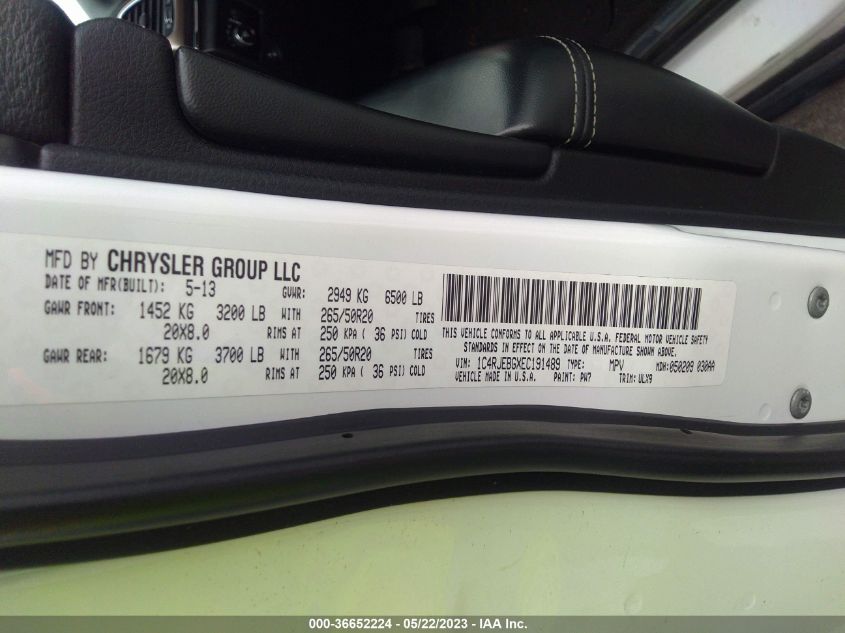 MFD BY CHRYSLER GROUP LLC
DATE OF MFR(BUILT): 5-13 GVWR: 2949 KG 6500 LB
GAWR FRONT: 1452 KG 3200 LB WITH 265/50R20 TIRES
20X8.0 RIMS AT 250 KPA ( 36 PSI) COLD
GAWR REAR: 1679 KG 3700 LB WITH 265/50R20 TIRES
20X8.0 RIMS AT 250 KPA ( 36 PSI) COLD
THIS VEHICLE CONFORMS TO ALL APPLICABLE U.S.A. FEDERAL MOTOR VEHICLE SAFETY
STANDARDS IN EFFECT ON THE DATE OF MANUFACTURE SHOWN ABOVE.
VIN: 1C4RJEBGXEC191489 TYPE: MPV MDH: 050209 030AA
VEHICLE MADE IN U.S.A. PAINT: PW7 TRIM: ULX9
000-36652224 - 05/22/2023 - IAA Inc.